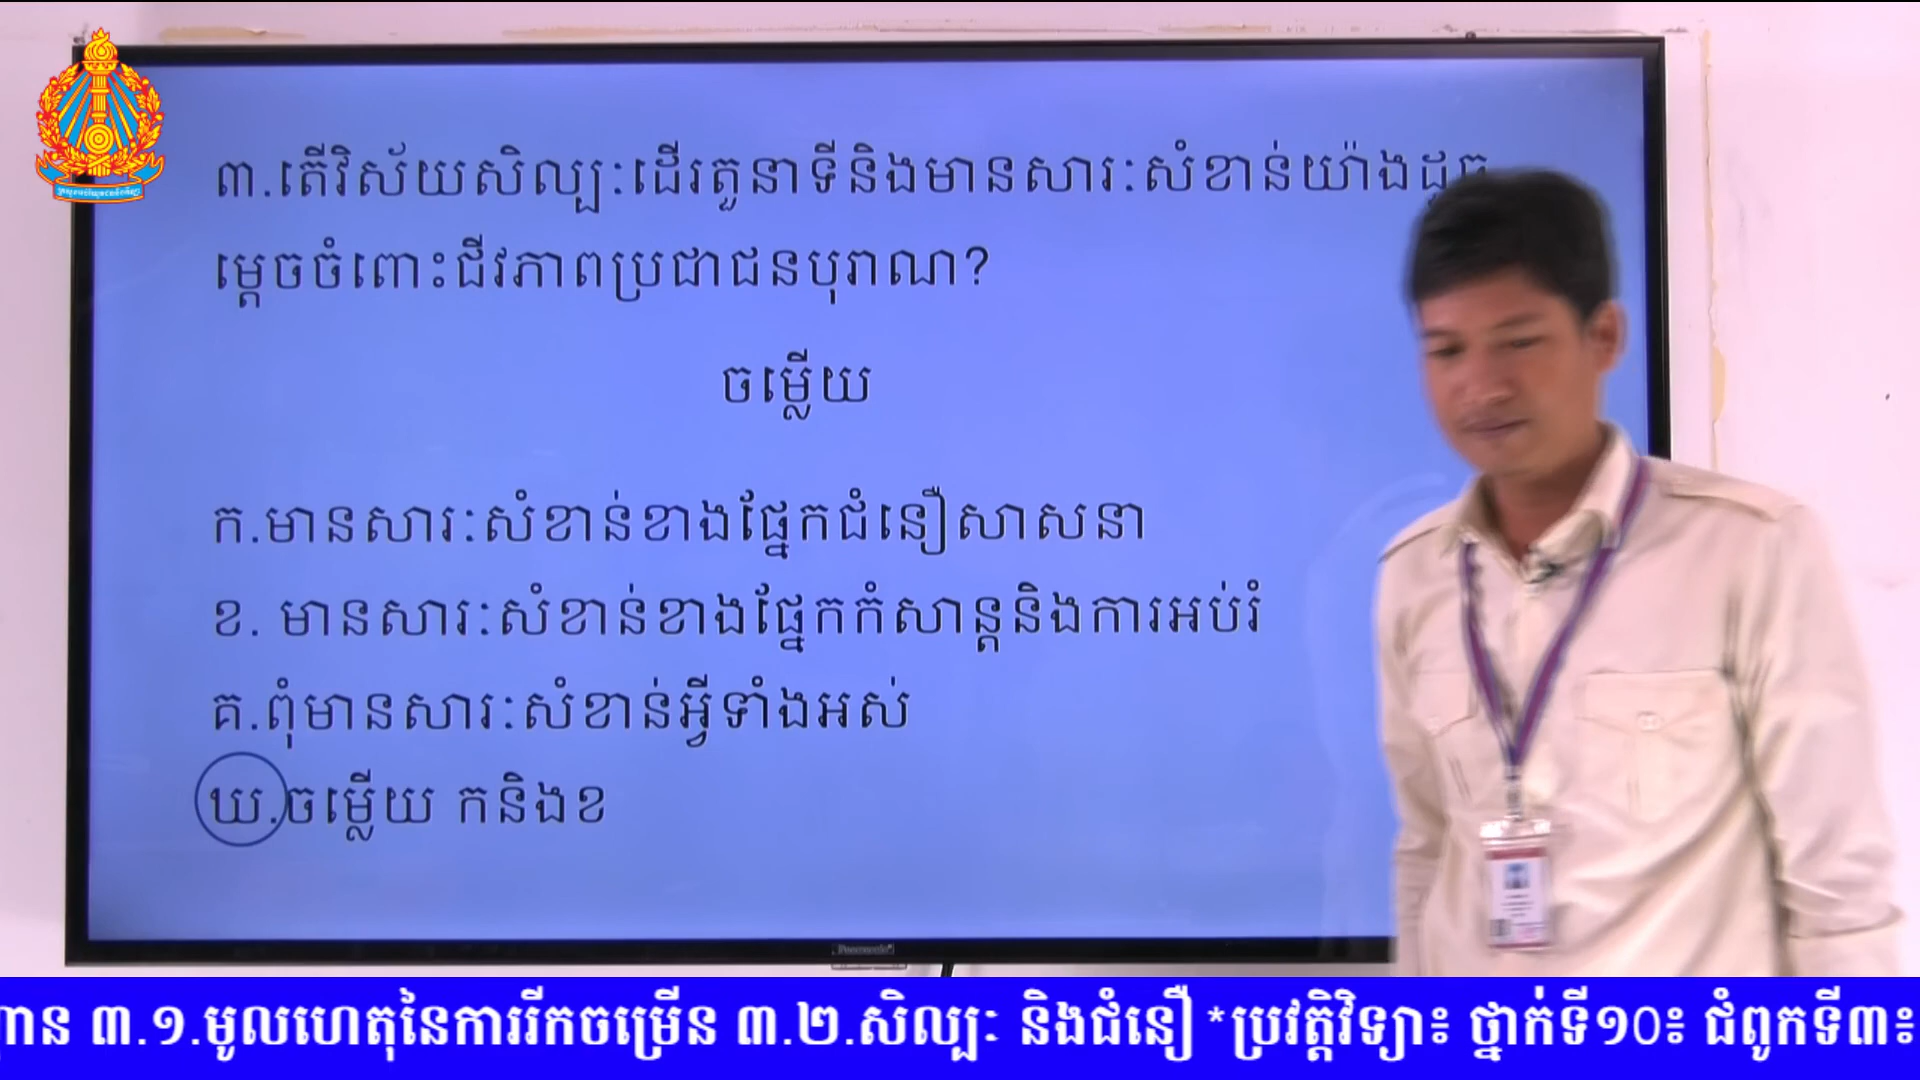 ៣.តើវិស័យសិល្បៈដើរតួនាទីនិងមានសារៈសំខាន់យ៉ាងដូច
ម្ដេចចំពោះជីវភាពប្រជាជនបុរាណ?
ចម្លើយ
ក.មានសារៈសំខាន់ខាងផ្នែកជំនឿសាសនា
ខ. មានសារៈសំខាន់ខាងផ្នែកកំសាន្តនិងការអប់រំ
គ.ពុំមានសារៈសំខាន់អ្វីទាំងអស់
ឃ.ចម្លើយ កនិងខ
៣.១.មូលហេតុនៃការរីកចម្រើន ៣.២.សិល្បៈ និងជំនឿ *ប្រវត្តិវិទ្យា៖ ថ្នាក់ទី១0៖ ជំពូកទី៣៖